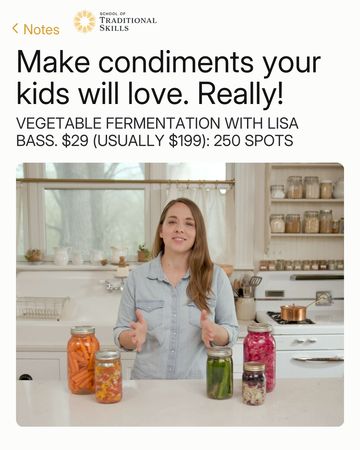 SCHOOL OF
TRADITIONAL
SKILLS
Notes
Make condiments your
kids will love. Really!
VEGETABLE FERMENTATION WITH LISA
BASS. $29 (USUALLY $199): 250 SPOTS